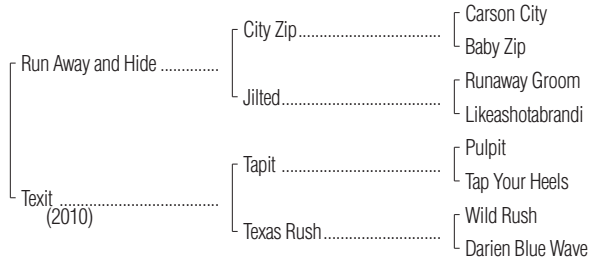 Carson City
City Zip
Baby Zip
Run Away and Hide
Runaway Groom
Jilted
Likeashotabrandi
Pulpit
Tapit
Tap Your Heels
Texit
(2010)
Wild Rush
Texas Rush
Darien Blue Wave